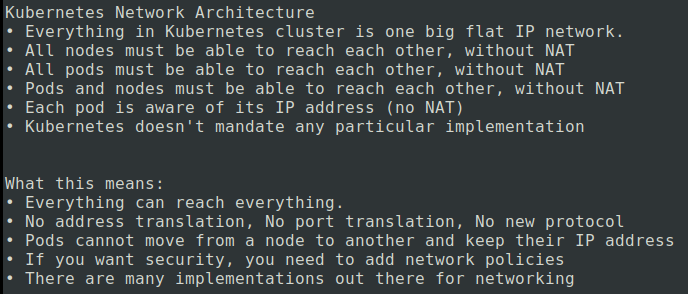 Kubernetes Network Architecture
• Everything in Kubernetes cluster is one big flat IP network.
• All nodes must be able to reach each other, without NAT
• All pods must be able to reach each other, without NAT
• Pods and nodes must be able to reach each other, without NAT
• Each pod is aware of its IP address (no NAT)
• Kubernetes doesn't mandate any particular implementation
What this means:
• Everything can reach everything.
• No address translation, No port translation, No new protocol
• Pods cannot move from a node to another and keep their IP address
• If you want security, you need to add network policies
• There are many implementations out there for networking